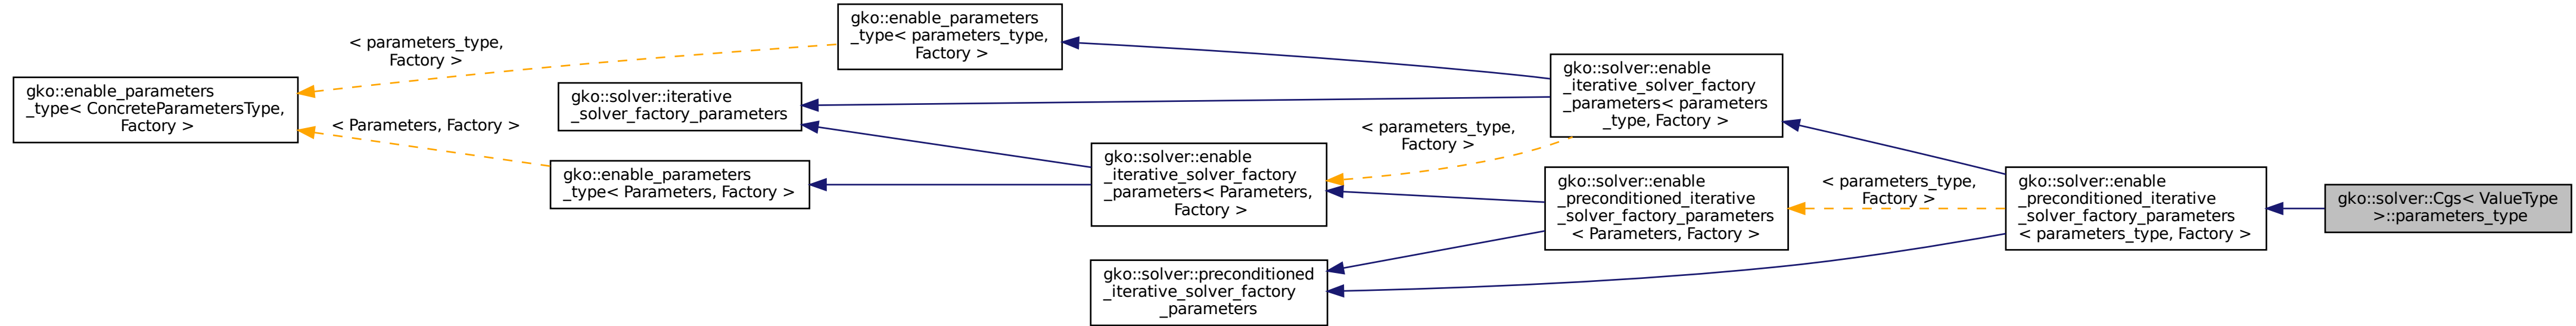 gko::enable_parameters
_type< ConcreteParametersType,
Factory >
< parameters_type,
Factory >
< Parameters, Factory >
gko::enable_parameters
_type< parameters_type,
Factory >
gko::solver::iterative
_solver_factory_parameters
gko::enable_parameters
_type< Parameters, Factory >
gko::solver::enable
_iterative_solver_factory
_parameters< Parameters,
Factory >
gko::solver::preconditioned
_iterative_solver_factory
_parameters
< parameters_type,
Factory >
gko::solver::enable
_iterative_solver_factory
_parameters< parameters
_type, Factory >
gko::solver::enable
_preconditioned_iterative
_solver_factory_parameters
< Parameters, Factory >
< parameters_type,
Factory >
gko::solver::enable
_preconditioned_iterative
_solver_factory_parameters
< parameters_type, Factory >
gko::solver::Cgs< ValueType
>::parameters_type